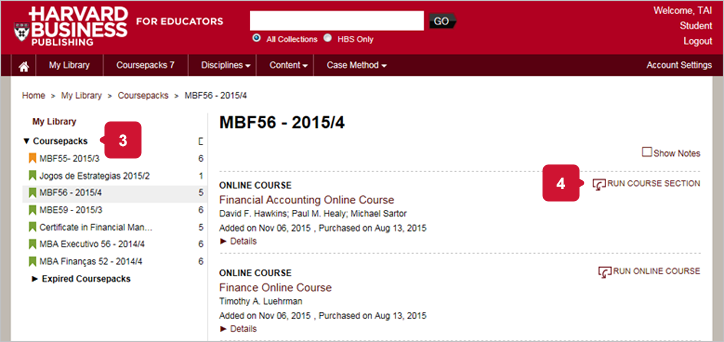 HARVARD
BUSINESS
PUBLISHING
FOR EDUCATORS
GO
All Collections
HBS Only
Welcome, TAI
Student
Logout
My Library
Coursepacks 7
Disciplines
Content
Case Method
Account Settings
Home > My Library > Coursepacks > MBF56 - 2015/4
My Library
Coursepacks
3
MBF55- 2015/3 6
Jogos de Estrategias 2015/2 1
MBF56 - 2015/4 5
MBE59 - 2015/3 6
Certificate in Financial Man... 6
MBA Executivo 56 - 2014/4 6
MBA Finanças 52 - 2014/4 6
Expired Coursepacks
MBF56 - 2015/4
Show Notes
ONLINE COURSE
4
RUN COURSE SECTION
Financial Accounting Online Course
David F. Hawkins; Paul M. Healy; Michael Sartor
Added on Nov 06, 2015 , Purchased on Aug 13, 2015
Details
ONLINE COURSE
RUN ONLINE COURSE
Finance Online Course
Timothy A. Luehrman
Added on Nov 06, 2015 , Purchased on Aug 13, 2015
Details